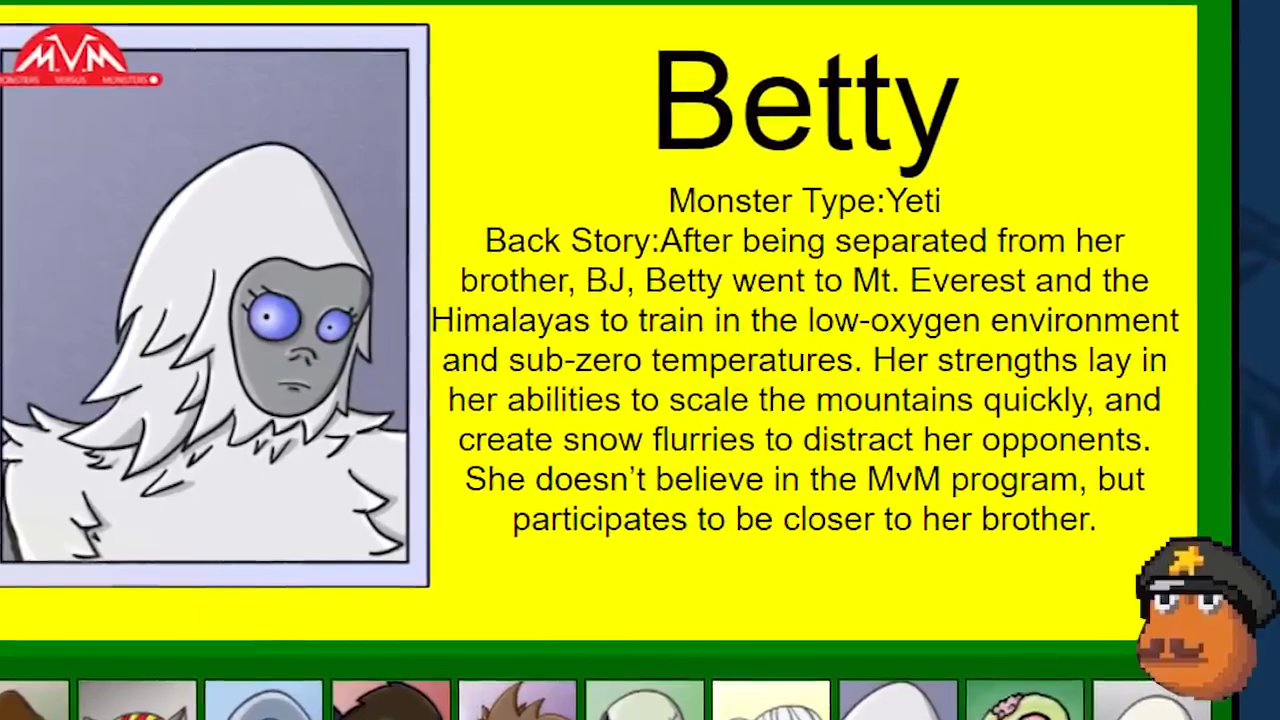 M.V.M
MONSTERS VERSUS MONSTERS
Betty
Monster Type:Yeti
Back Story:After being separated from her
brother, BJ, Betty went to Mt. Everest and the
Himalayas to train in the low-oxygen environment
and sub-zero temperatures. Her strengths lay in
her abilities to scale the mountains quickly, and
create snow flurries to distract her opponents.
She doesn’t believe in the MvM program, but
participates to be closer to her brother.